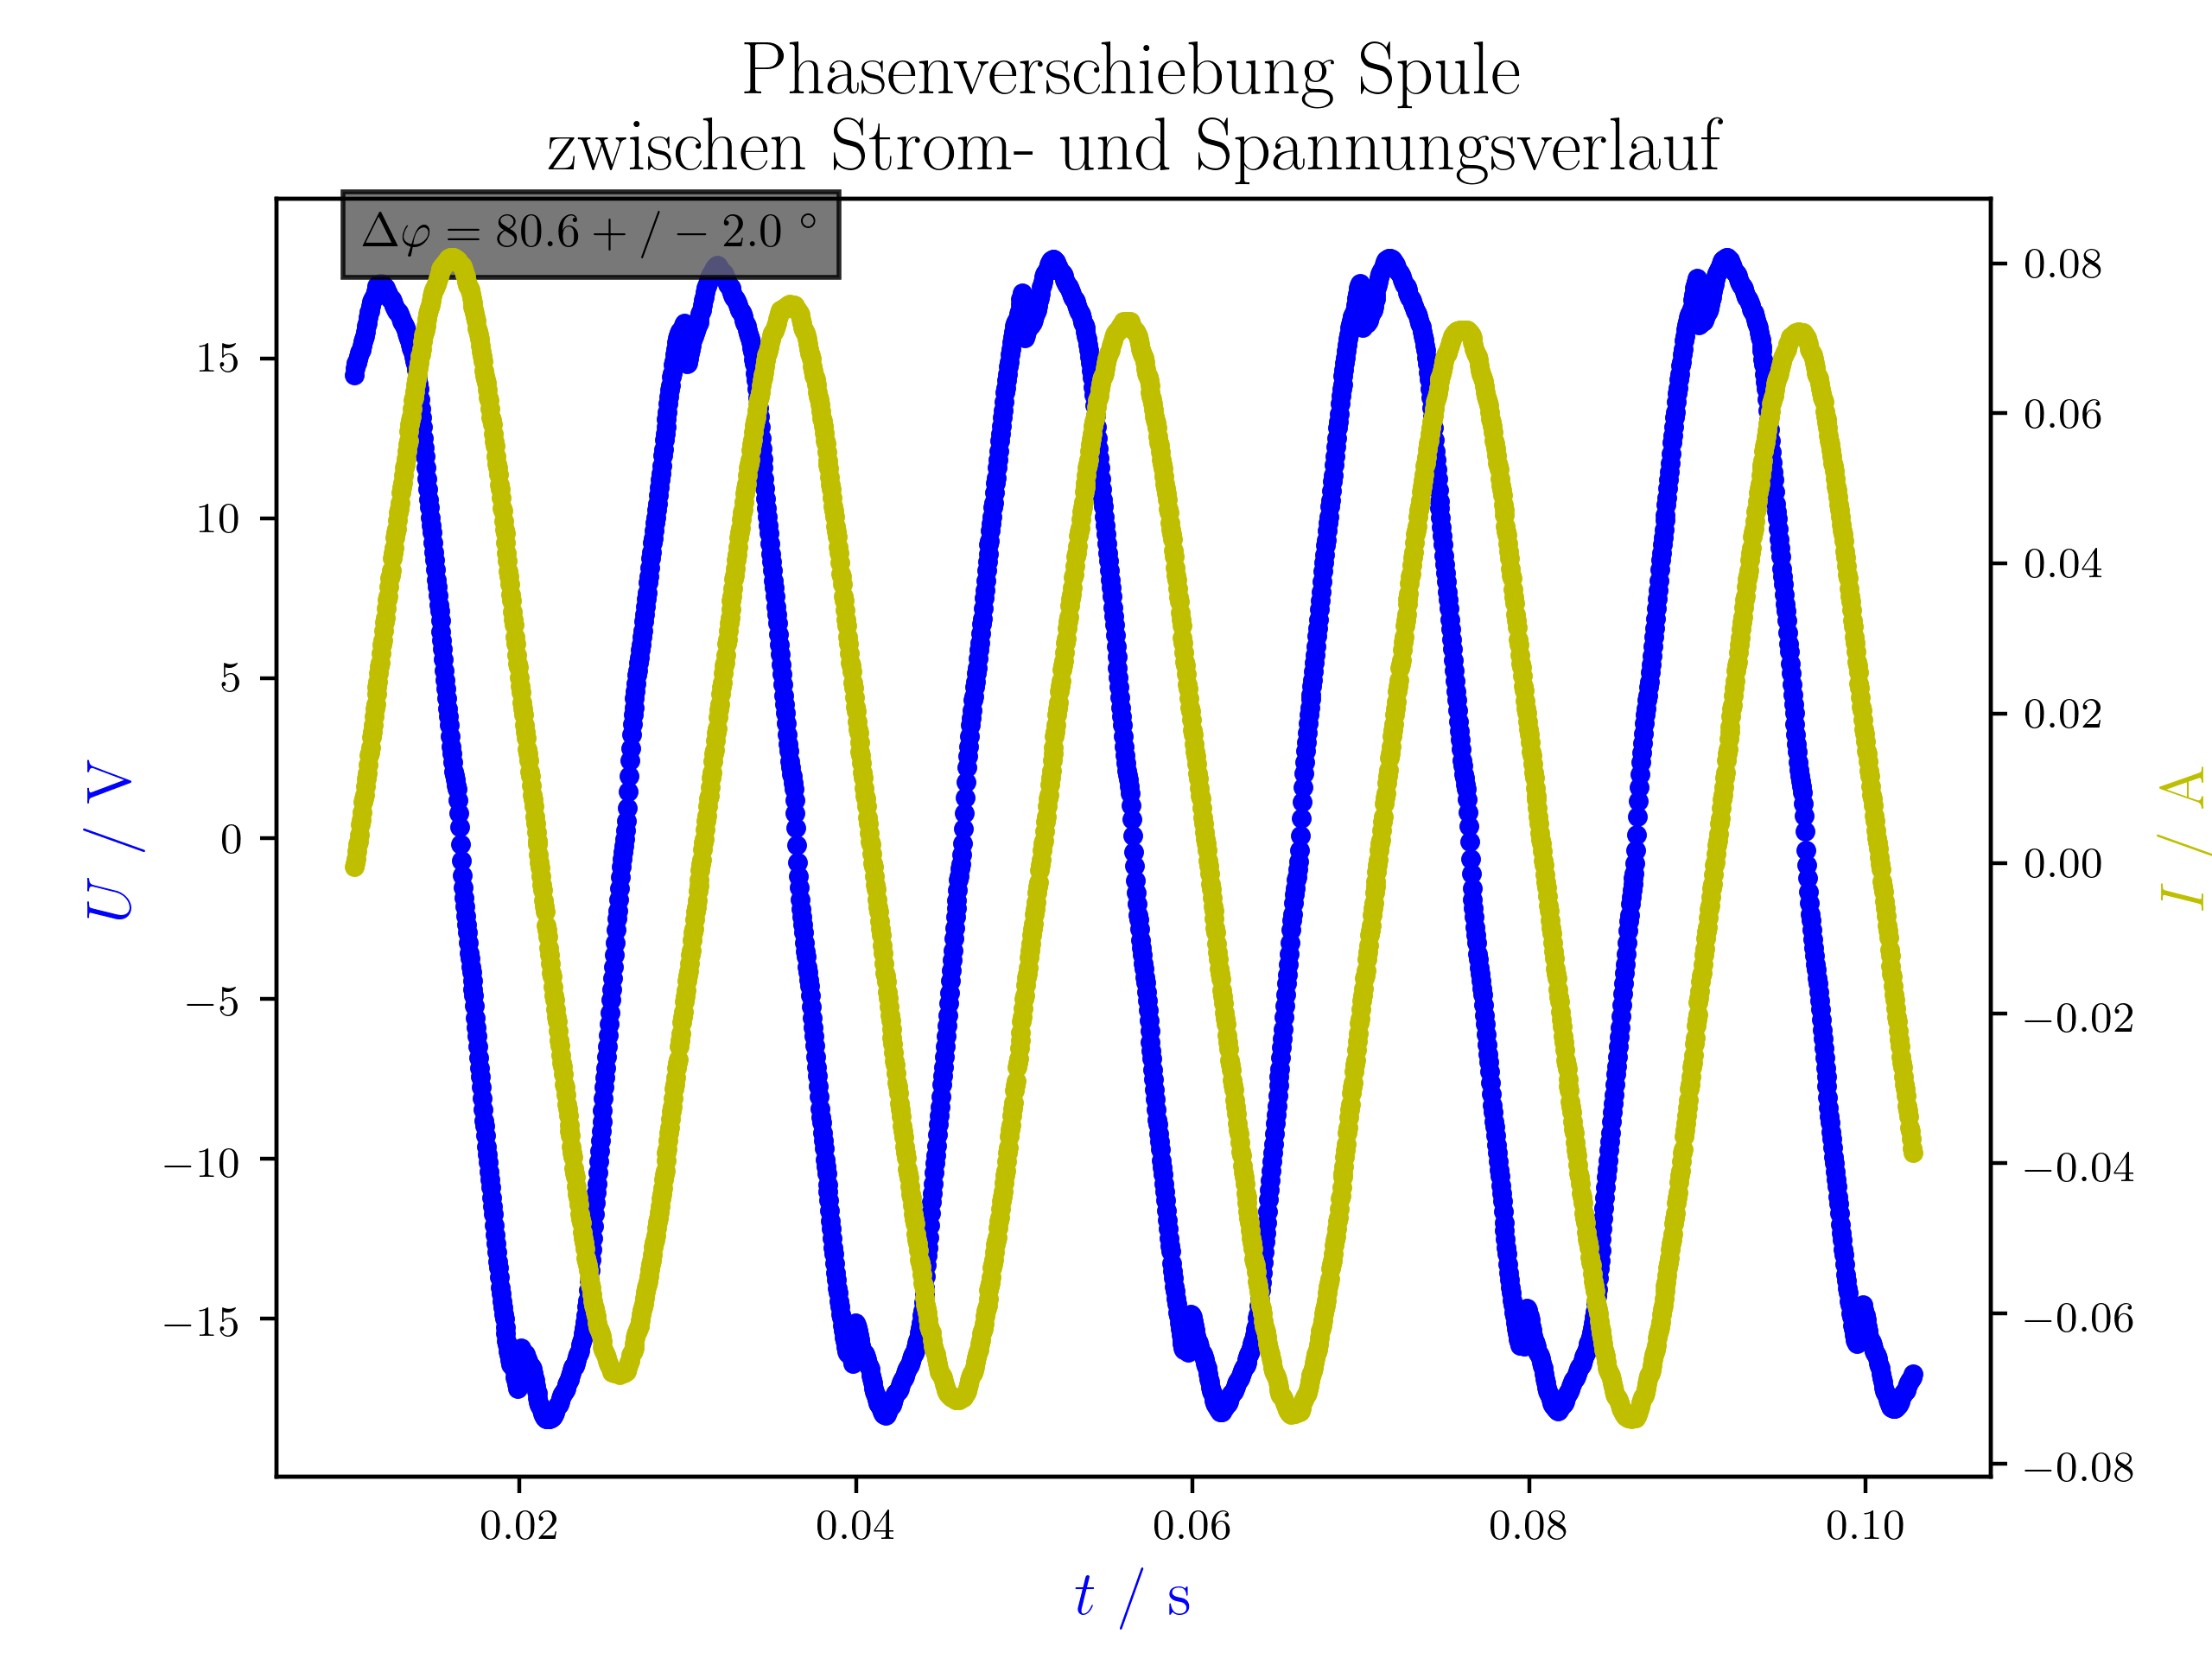 Phasenverschiebung Spule
zwischen Strom- und Spannungsverlauf
Δφ = 80.6 + / − 2.0 °
15
10
5
0
−5
−10
−15
U / V
0.08
0.06
0.04
0.02
0.00
−0.02
−0.04
−0.06
−0.08
I / A
0.02 0.04 0.06 0.08 0.10
t / s